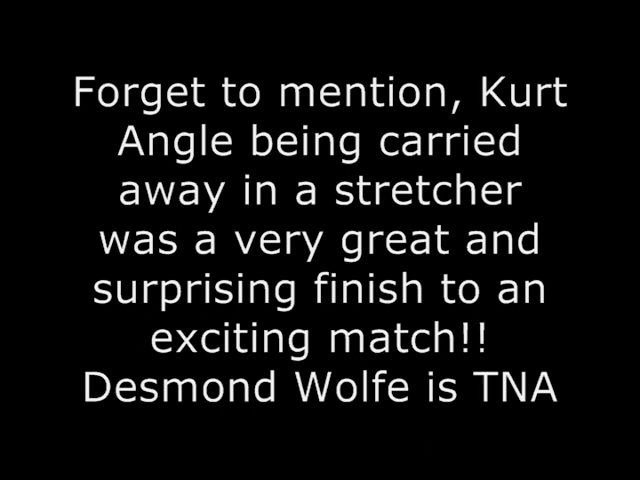 Forget to mention, Kurt
Angle being carried
away in a stretcher
was a very great and
surprising finish to an
exciting match!!
Desmond Wolfe is TNA